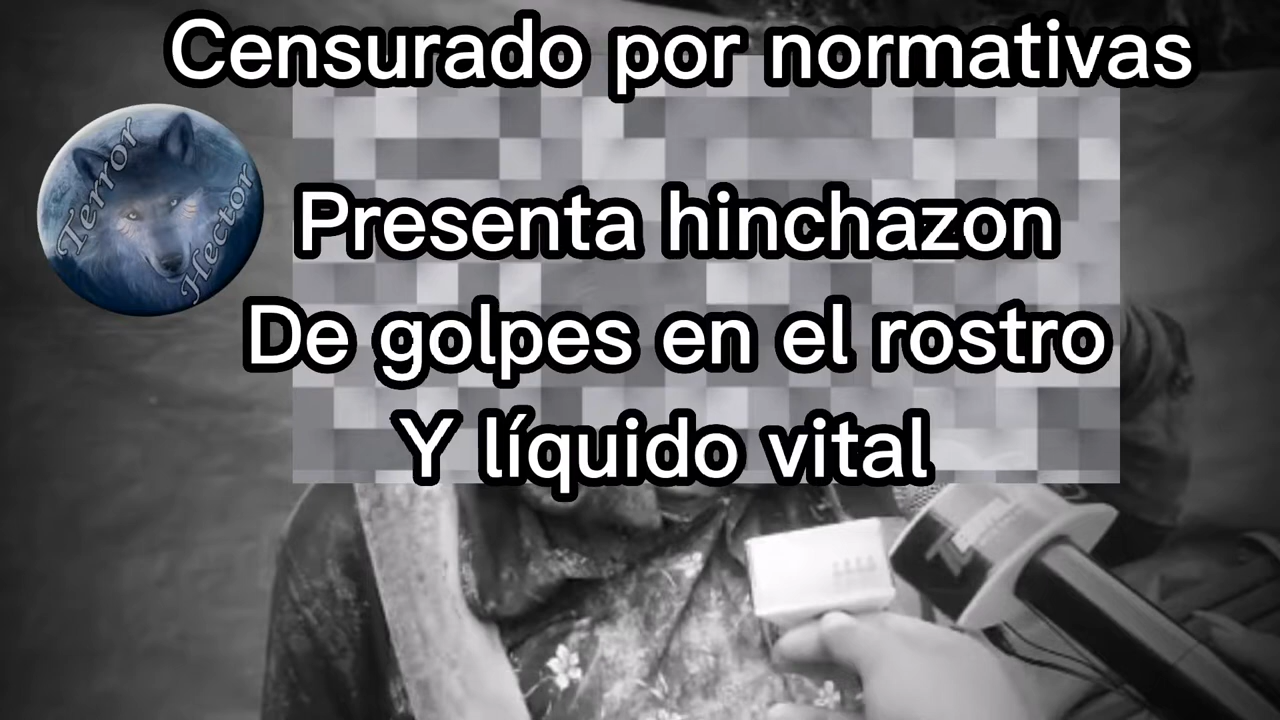 Censurado por normativas
Terror
Hector
Presenta hinchazon
De golpes en el rostro
Y líquido vital